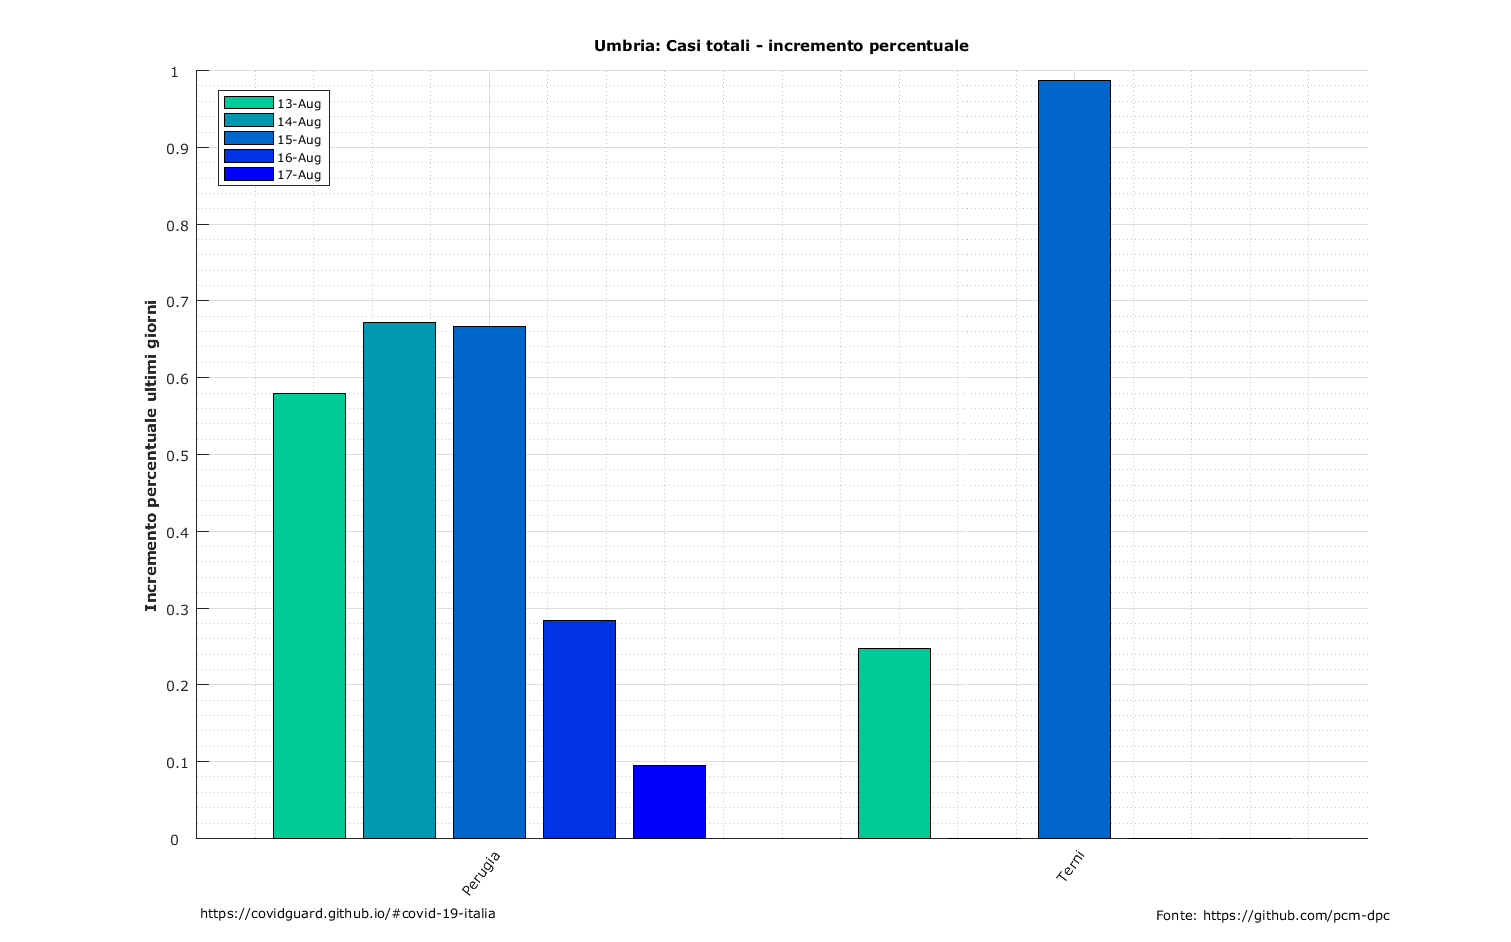 Umbria: Casi totali - incremento percentuale
1
0.9
0.8
0.7
0.6
0.5
0.4
0.3
0.2
0.1
0
13-Aug
14-Aug
15-Aug
16-Aug
17-Aug
Incremento percentuale ultimi giorni
Perugia
Terni
https://covidguard.github.io/#covid-19-italia
Fonte: https://github.com/pcm-dpc